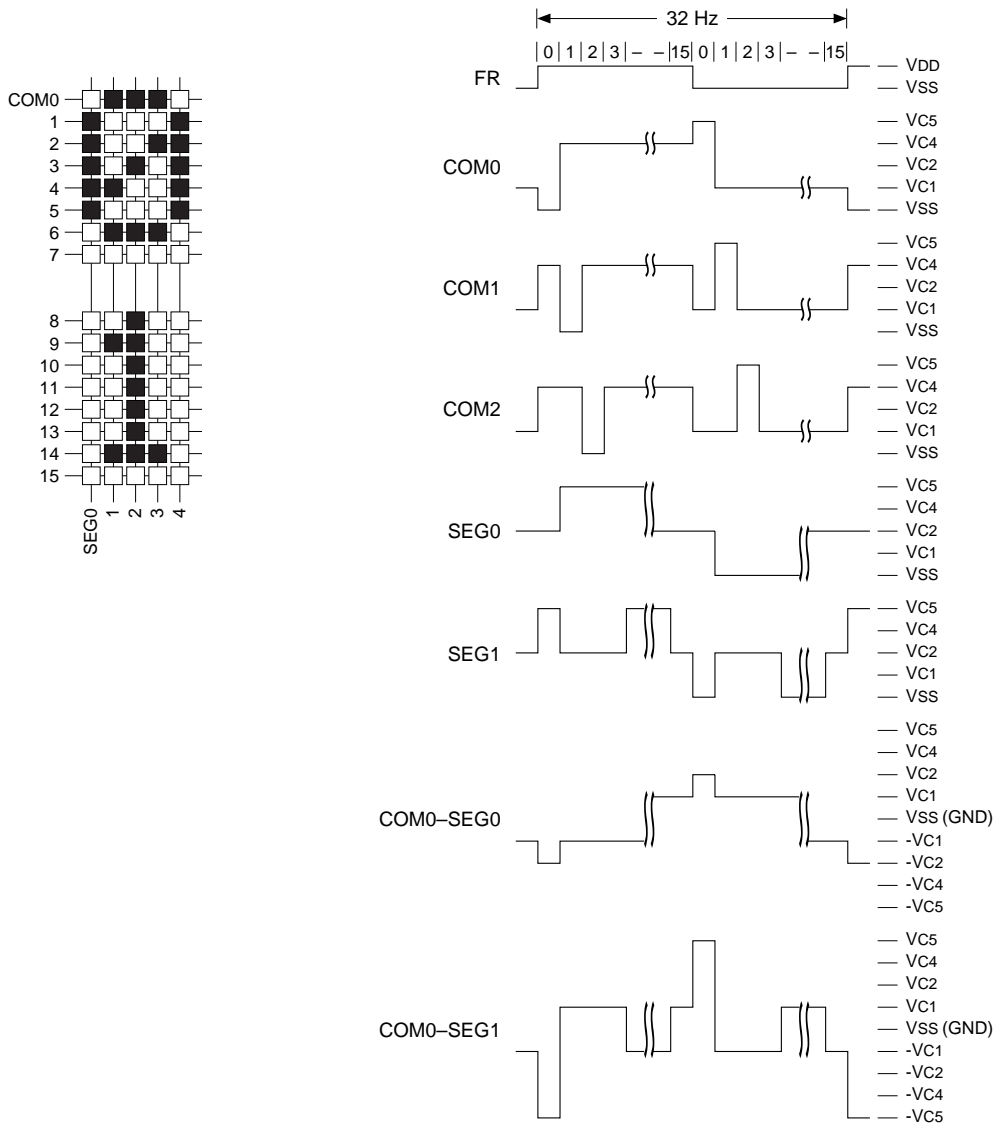 COM0
1
2
3
4
5
6
7
8
9
10
11
12
13
14
15
SEG0
1
2
3
4
32 Hz
0 1 2 3 – – 15 0 1 2 3 – – 15
FR
VDD
VSS
COM0
VC5
VC4
VC2
VC1
VSS
COM1
VC5
VC4
VC2
VC1
VSS
COM2
VC5
VC4
VC2
VC1
VSS
SEG0
VC5
VC4
VC2
VC1
VSS
SEG1
VC5
VC4
VC2
VC1
VSS
COM0–SEG0
VC5
VC4
VC2
VC1
VSS (GND)
-VC1
-VC2
-VC4
-VC5
COM0–SEG1
VC5
VC4
VC2
VC1
VSS (GND)
-VC1
-VC2
-VC4
-VC5